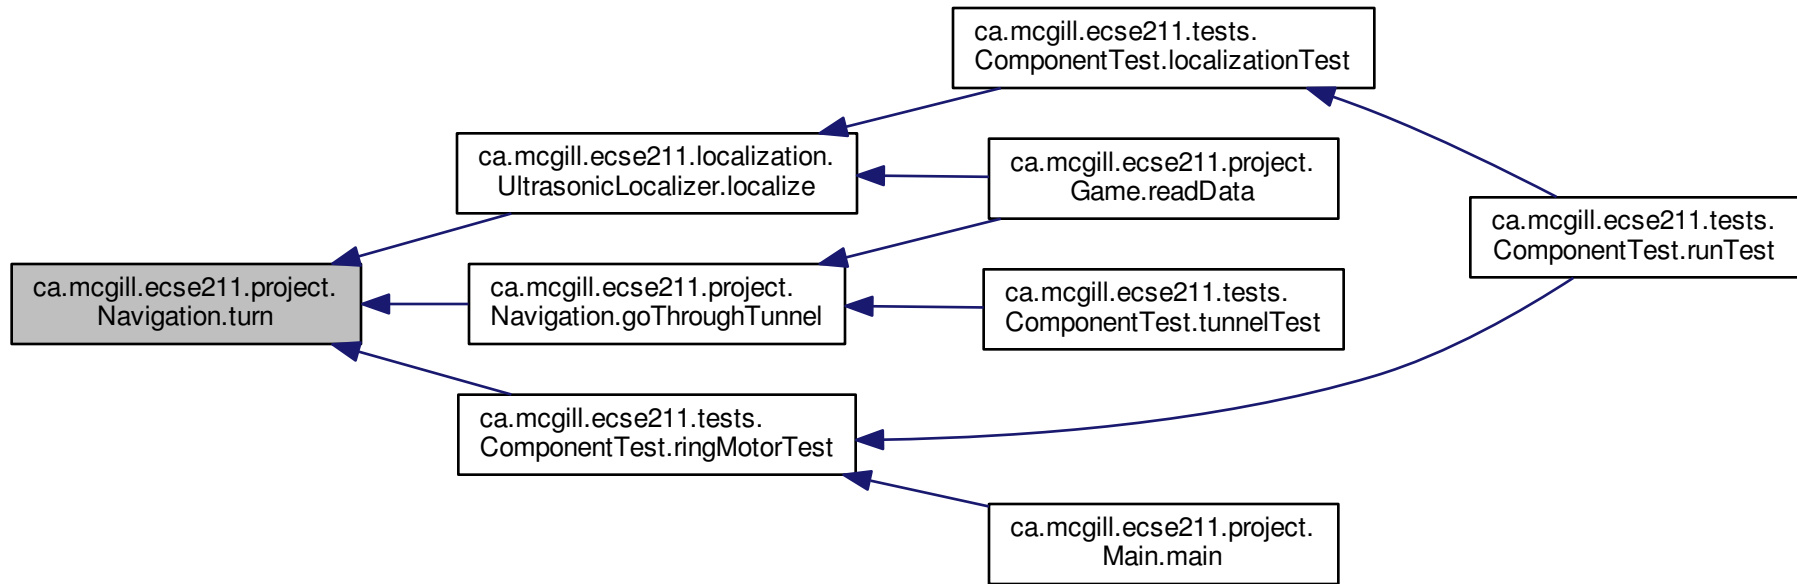 ca.mcgill.ecse211.tests.
ComponentTest.localizationTest
ca.mcgill.ecse211.localization.
UltrasonicLocalizer.localize
ca.mcgill.ecse211.project.
Game.readData
ca.mcgill.ecse211.tests.
ComponentTest.runTest
ca.mcgill.ecse211.project.
Navigation.turn
ca.mcgill.ecse211.project.
Navigation.goThroughTunnel
ca.mcgill.ecse211.tests.
ComponentTest.tunnelTest
ca.mcgill.ecse211.tests.
ComponentTest.ringMotorTest
ca.mcgill.ecse211.project.
Main.main